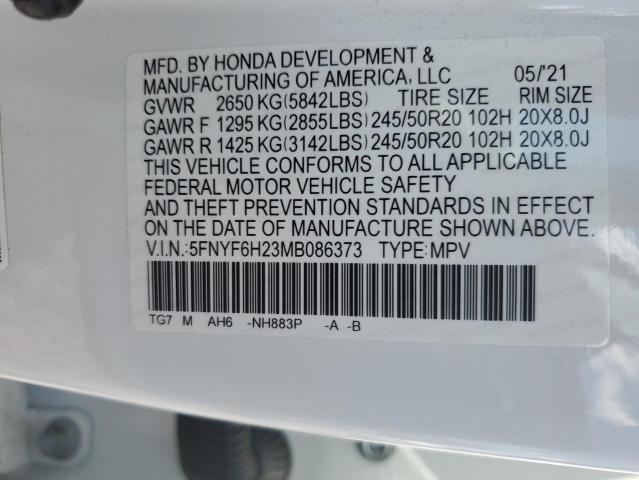 MFD. BY HONDA DEVELOPMENT &
MANUFACTURING OF AMERICA, LLC 05/'21
GVWR 2650 KG(5842LBS) TIRE SIZE RIM SIZE
GAWR F 1295 KG(2855LBS) 245/50R20 102H 20X8.0J
GAWR R 1425 KG(3142LBS) 245/50R20 102H 20X8.0J
THIS VEHICLE CONFORMS TO ALL APPLICABLE
FEDERAL MOTOR VEHICLE SAFETY
AND THEFT PREVENTION STANDARDS IN EFFECT
ON THE DATE OF MANUFACTURE SHOWN ABOVE.
V.I.N.:5FNYF6H23MB086373 TYPE:MPV
TG7 M AH6 -NH883P -A -B